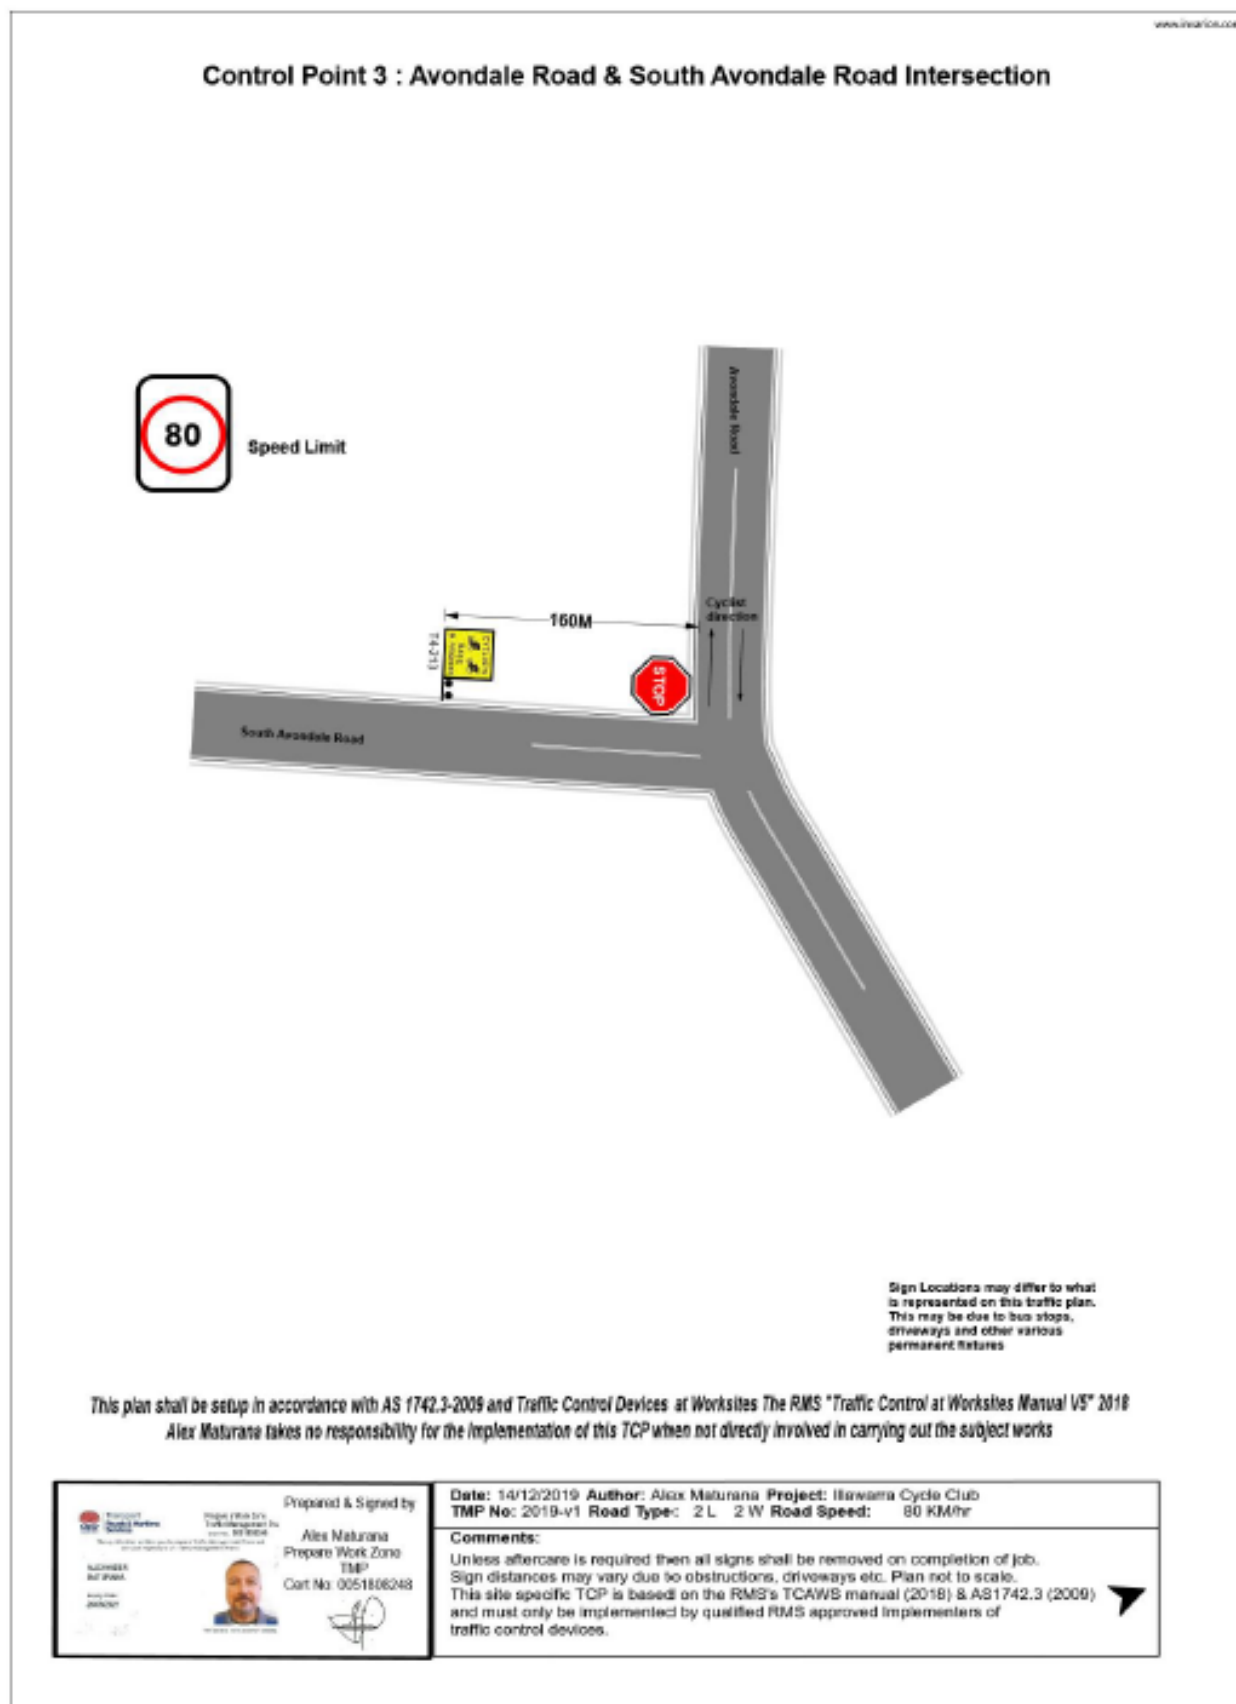 www.invarion.com
Control Point 3 : Avondale Road & South Avondale Road Intersection
Avondale Road
80
Speed Limit
160M
Cyclist
direction
T4-213
STOP
South Avondale Road
Sign Locations may differ to what
is represented on this traffic plan.
This may be due to bus stops,
driveways and other various
permanent fixtures
This plan shall be setup in accordance with AS 1742.3-2009 and Traffic Control Devices at Worksites The RMS "Traffic Control at Worksites Manual V5" 2018
Alex Maturana takes no responsibility for the Implementation of this TCP when not directly involved in carrying out the subject works
Transport
Prepared & Signed by
Alex Maturana
Prepare Work Zone
TMP
Cert No: 0051808248
Date: 14/12/2019 Author: Alex Maturana Project: Illawarra Cycle Club
TMP No: 2019-v1 Road Type: 2 L 2 W Road Speed: 80 KM/hr
Comments:
Unless aftercare is required then all signs shall be removed on completion of job.
Sign distances may vary due to obstructions, driveways etc. Plan not to scale.
This site specific TCP is based on the RMS's TCAWS manual (2018) & AS1742.3 (2009)
and must only be implemented by qualified RMS approved Implementers of
traffic control devices.